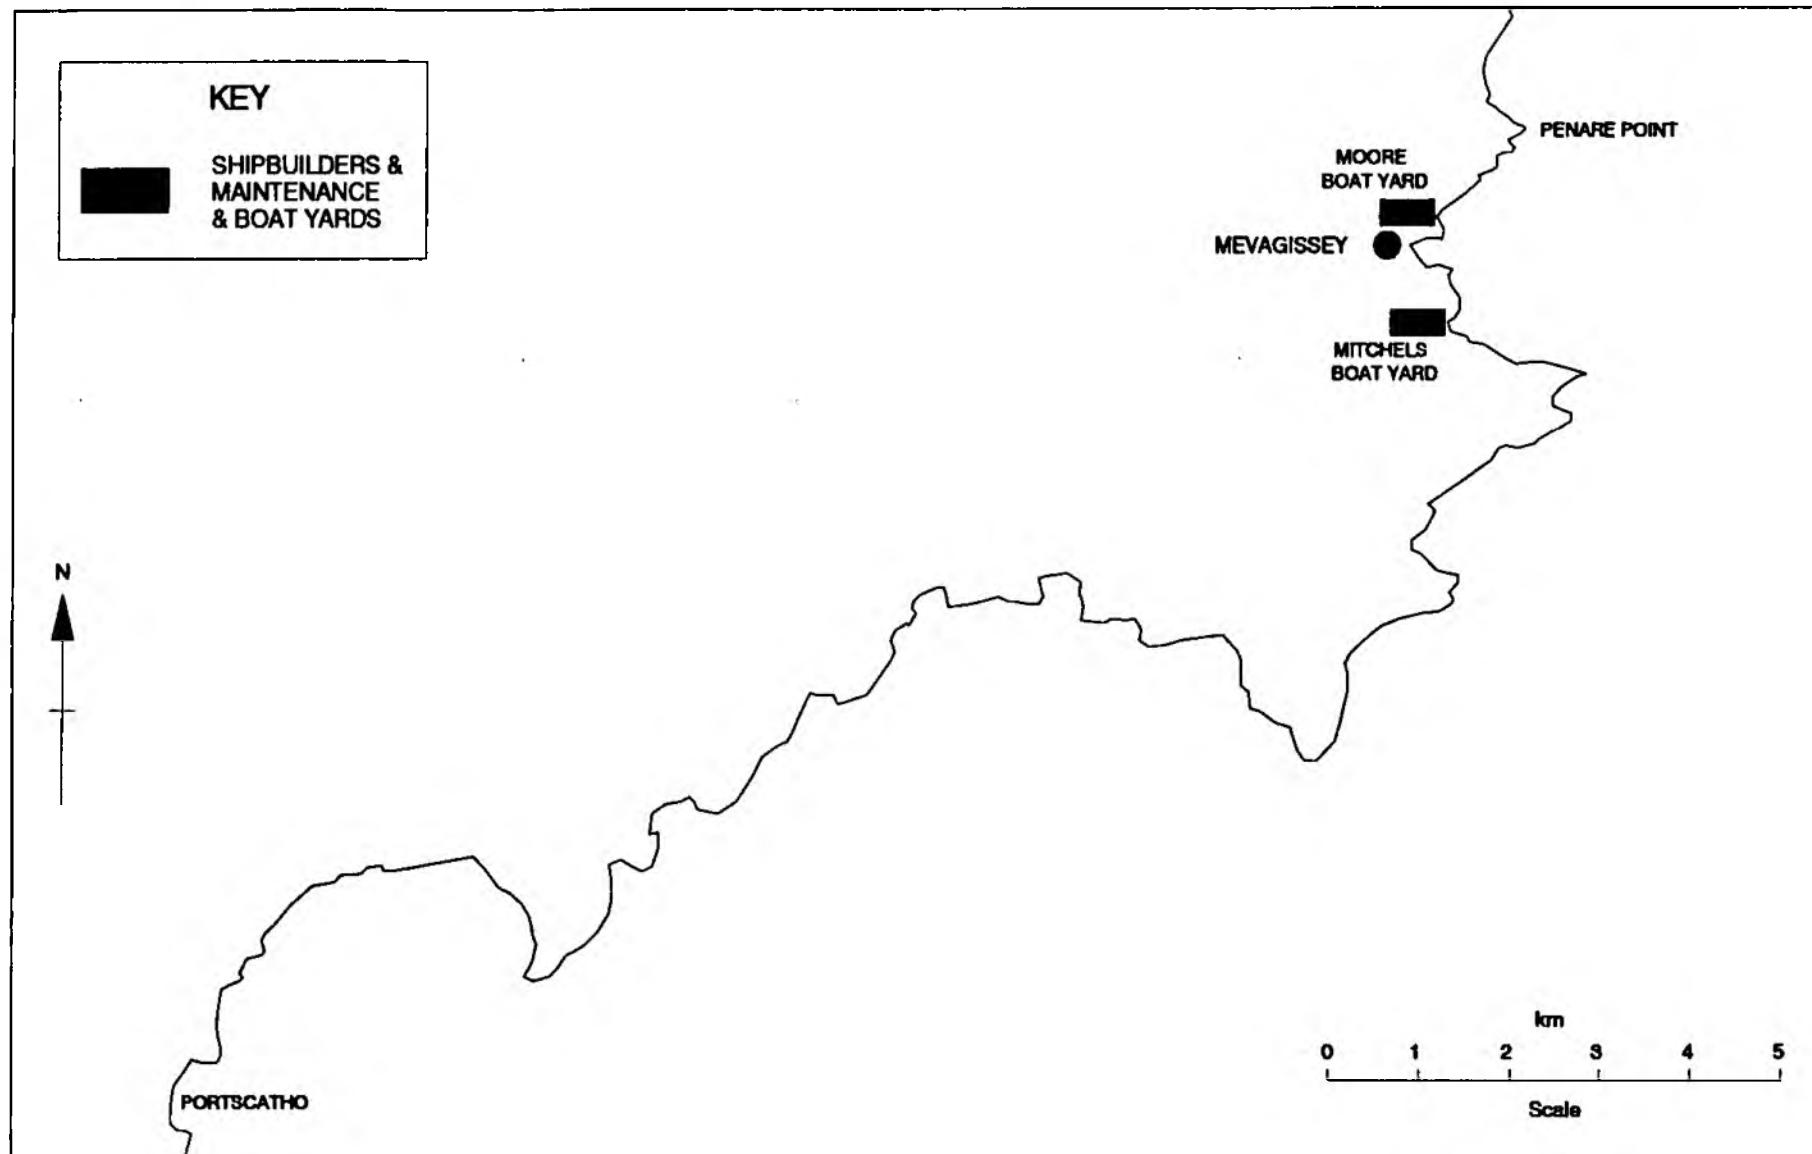 KEY
SHIPBUILDERS &
MAINTENANCE
& BOAT YARDS
PENARE POINT
MOORE
BOAT YARD
MEVAGISSEY
MITCHELS
BOAT YARD
N
PORTSCATHO
km
0 1 2 3 4 5
Scale